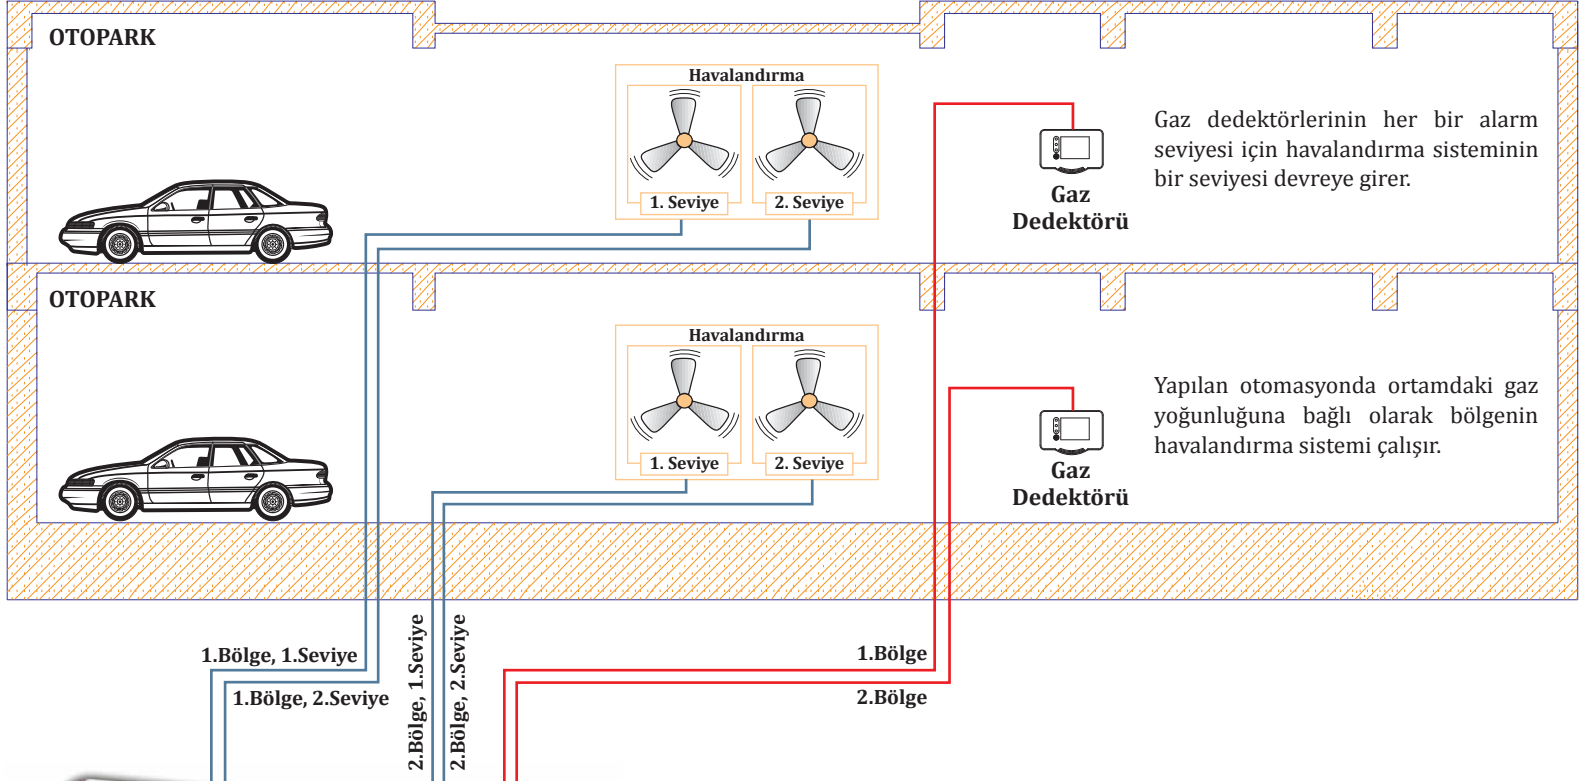 OTOPARK
Havalandırma
1. Seviye
2. Seviye
Gaz
Dedektörü
Gaz dedektörlerinin her bir alarm
seviyesi için havalandırma sisteminin
bir seviyesi devreye girer.
OTOPARK
Havalandırma
1. Seviye
2. Seviye
Gaz
Dedektörü
Yapılan otomasyonda ortamdaki gaz
yoğunluğuna bağlı olarak bölgenin
havalandırma sistemi çalışır.
1.Bölge, 1.Seviye
1.Bölge, 2.Seviye
2.Bölge, 1.Seviye
2.Bölge, 2.Seviye
1.Bölge
2.Bölge